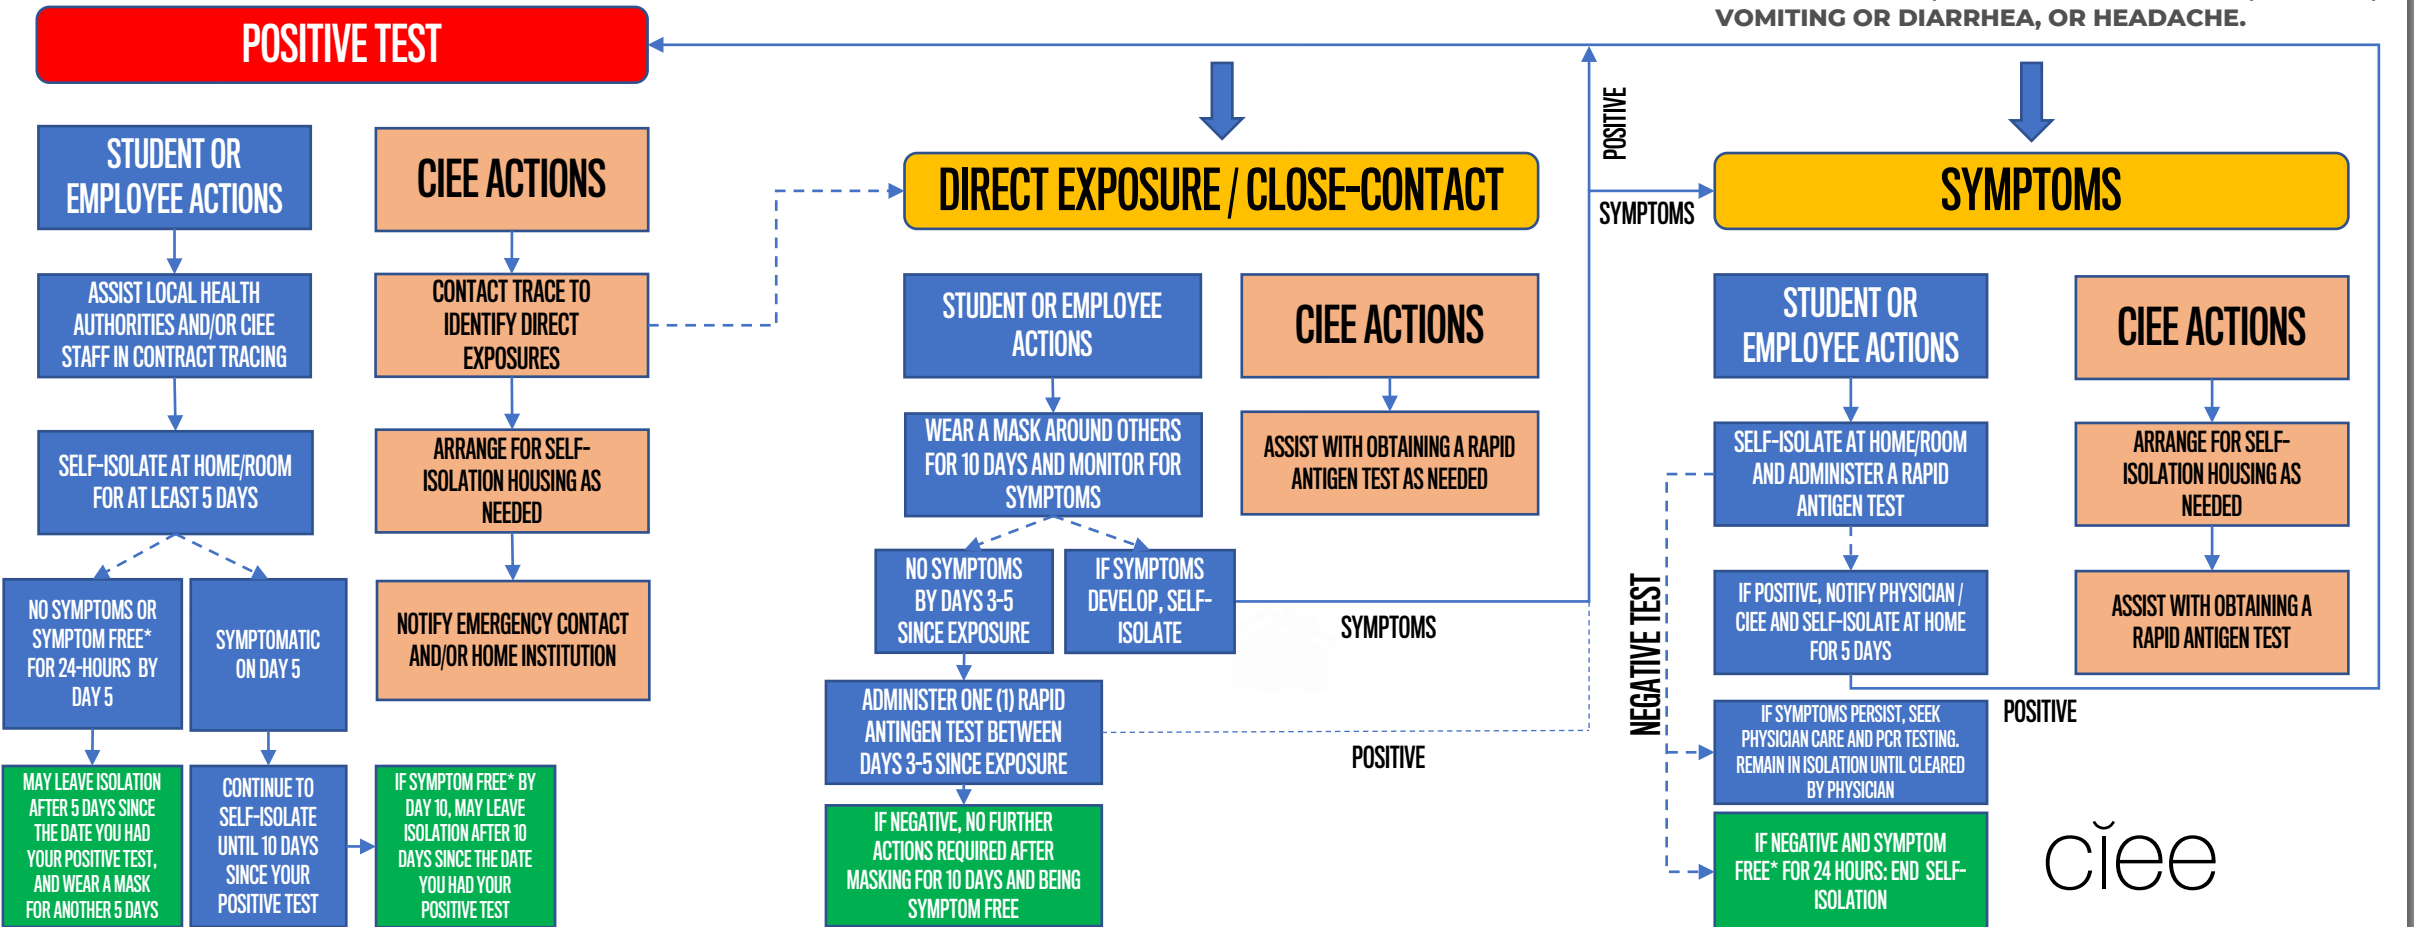 VOMITING OR DIARRHEA, OR HEADACHE.
POSITIVE TEST
STUDENT OR
EMPLOYEE ACTIONS
CIEE ACTIONS
ASSIST LOCAL HEALTH
AUTHORITIES AND/OR CIEE
STAFF IN CONTRACT TRACING
CONTACT TRACE TO
IDENTIFY DIRECT
EXPOSURES
SELF-ISOLATE AT HOME/ROOM
FOR AT LEAST 5 DAYS
ARRANGE FOR SELF-
ISOLATION HOUSING AS
NEEDED
NO SYMPTOMS OR
SYMPTOM FREE*
FOR 24-HOURS BY
DAY 5
SYMPTOMATIC
ON DAY 5
NOTIFY EMERGENCY CONTACT
AND/OR HOME INSTITUTION
MAY LEAVE ISOLATION
AFTER 5 DAYS SINCE
THE DATE YOU HAD
YOUR POSITIVE TEST,
AND WEAR A MASK
FOR ANOTHER 5 DAYS
CONTINUE TO
SELF-ISOLATE
UNTIL 10 DAYS
SINCE YOUR
POSITIVE TEST
IF SYMPTOM FREE* BY
DAY 10, MAY LEAVE
ISOLATION AFTER 10
DAYS SINCE THE DATE
YOU HAD YOUR
POSITIVE TEST
DIRECT EXPOSURE / CLOSE-CONTACT
STUDENT OR EMPLOYEE
ACTIONS
CIEE ACTIONS
WEAR A MASK AROUND OTHERS
FOR 10 DAYS AND MONITOR FOR
SYMPTOMS
ASSIST WITH OBTAINING A RAPID
ANTIGEN TEST AS NEEDED
NO SYMPTOMS
BY DAYS 3-5
SINCE EXPOSURE
IF SYMPTOMS
DEVELOP, SELF-
ISOLATE
SYMPTOMS
ADMINISTER ONE (1) RAPID
ANTINGEN TEST BETWEEN
DAYS 3-5 SINCE EXPOSURE
POSITIVE
IF NEGATIVE, NO FURTHER
ACTIONS REQUIRED AFTER
MASKING FOR 10 DAYS AND BEING
SYMPTOM FREE
POSITIVE
SYMPTOMS
SYMPTOMS
STUDENT OR
EMPLOYEE ACTIONS
CIEE ACTIONS
SELF-ISOLATE AT HOME/ROOM
AND ADMINISTER A RAPID
ANTIGEN TEST
ARRANGE FOR SELF-
ISOLATION HOUSING AS
NEEDED
NEGATIVE TEST
IF POSITIVE, NOTIFY PHYSICIAN /
CIEE AND SELF-ISOLATE AT HOME
FOR 5 DAYS
ASSIST WITH OBTAINING A
RAPID ANTIGEN TEST
POSITIVE
IF SYMPTOMS PERSIST, SEEK
PHYSICIAN CARE AND PCR TESTING.
REMAIN IN ISOLATION UNTIL CLEARED
BY PHYSICIAN
IF NEGATIVE AND SYMPTOM
FREE* FOR 24 HOURS: END SELF-
ISOLATION
ciee